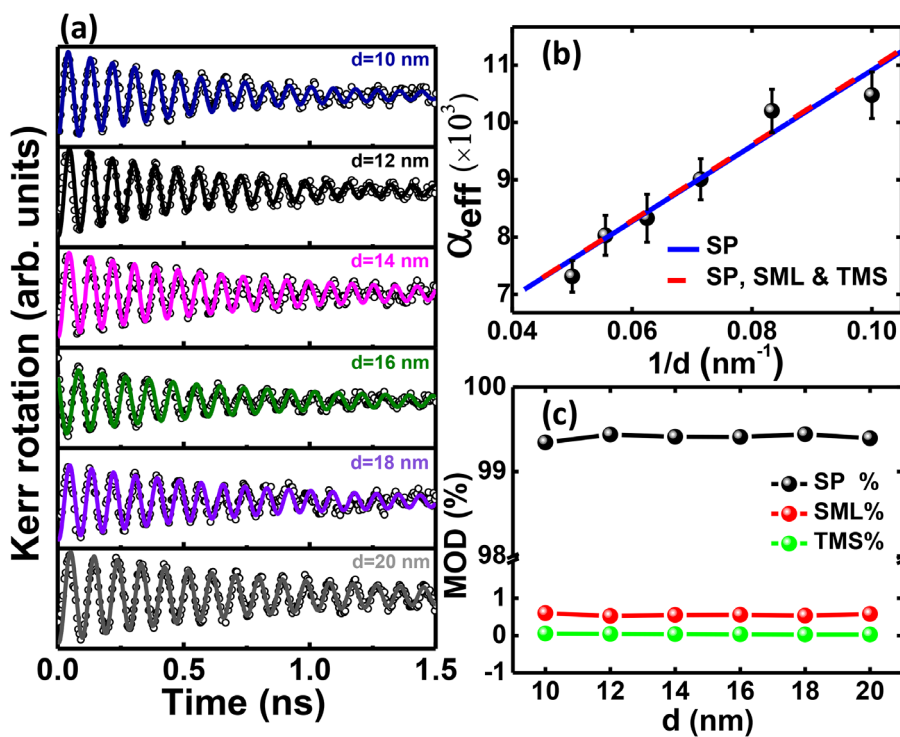 (a)
d=10 nm
d=12 nm
d=14 nm
d=16 nm
d=18 nm
d=20 nm
Kerr rotation (arb. units)
0.0 0.5 1.0 1.5
Time (ns)
(b)
11
10
9
8
7
αeff (×10³)
SP
SP, SML & TMS
0.04 0.06 0.08 0.10
1/d (nm⁻¹)
(c)
100
99
98
1
0
-1
MOD (%)
SP %
SML%
TMS%
10 12 14 16 18 20
d (nm)